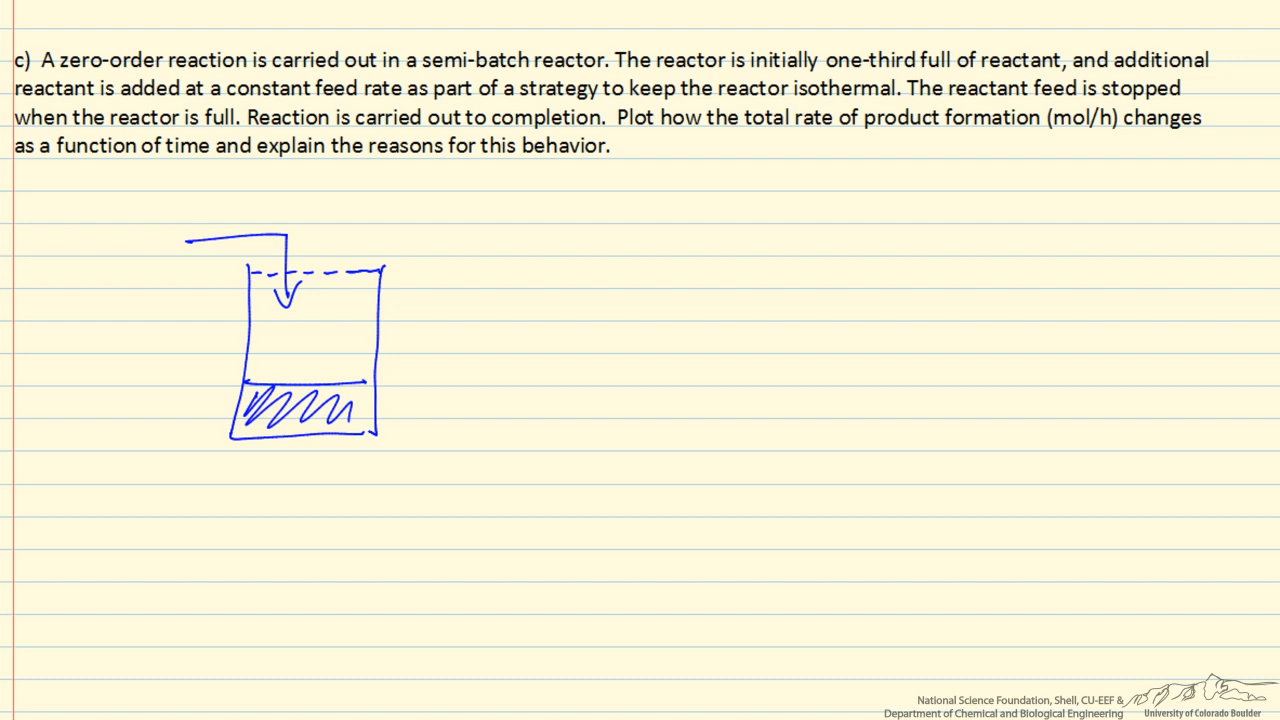 c)  A zero-order reaction is carried out in a semi-batch reactor. The reactor is initially one-third full of reactant, and additional
reactant is added at a constant feed rate as part of a strategy to keep the reactor isothermal. The reactant feed is stopped
when the reactor is full. Reaction is carried out to completion.  Plot how the total rate of product formation (mol/h) changes
as a function of time and explain the reasons for this behavior.
National Science Foundation, Shell, CU-EEF &
Department of Chemical and Biological Engineering
University of Colorado Boulder